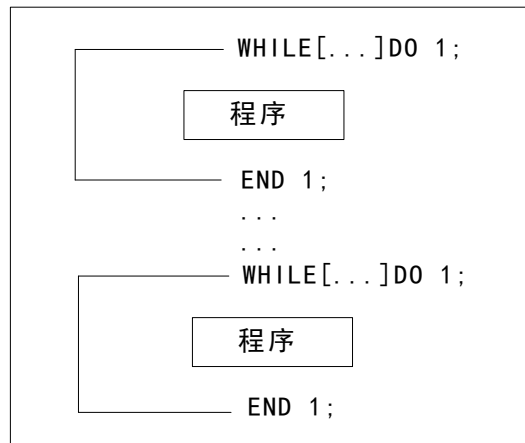 WHILE[...]DO 1;
程序
END 1;
...
...
WHILE[...]DO 1;
程序
END 1;